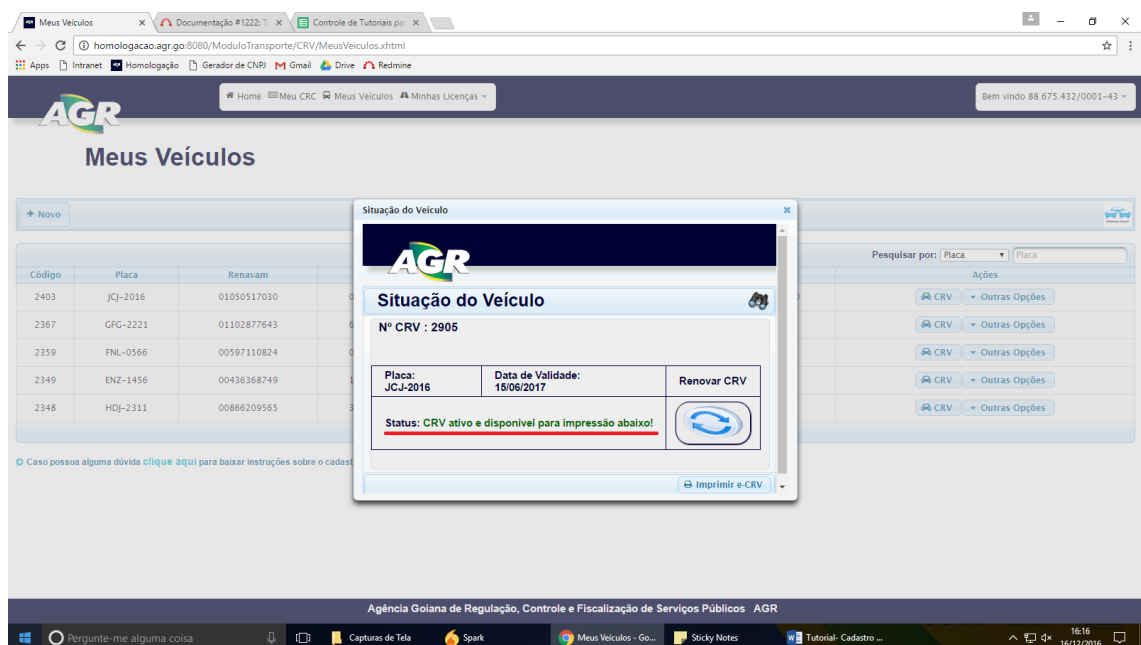 Meus Veículos
Documentação #1222: T
Controle de Tutoriais pa
homologacao.agr.go:8080/ModuloTransporte/CRV/MeusVeiculos.xhtml
Apps Intranet Homologação Gerador de CNPJ Gmail Drive Redmine
AGR
Home Meu CRC Meus Veículos Minhas Licenças
Bem vindo 88.675.432/0001-43
Meus Veículos
+ Novo
Pesquisar por: Placa Placa
Código Placa Renavam Ações
2403 JCJ-2016 01050517030 CRV Outras Opções
2367 GFG-2221 01102877643 CRV Outras Opções
2359 FNL-0566 00597110824 CRV Outras Opções
2349 ENZ-1456 00436368749 CRV Outras Opções
2348 HDJ-2311 00866209565 CRV Outras Opções
Caso possua alguma dúvida clique aqui para baixar instruções sobre o cadast
Situação do Veículo
AGR
Situação do Veículo
Nº CRV : 2905
Placa:
JCJ-2016
Data de Validade:
15/06/2017
Renovar CRV
Status: CRV ativo e disponivel para impressão abaixo!
Imprimir e-CRV
Agência Goiana de Regulação, Controle e Fiscalização de Serviços Públicos AGR
Pergunte-me alguma coisa
Capturas de Tela
Spark
Meus Veículos - Go...
Sticky Notes
Tutorial- Cadastro ...
16:16
16/12/2016